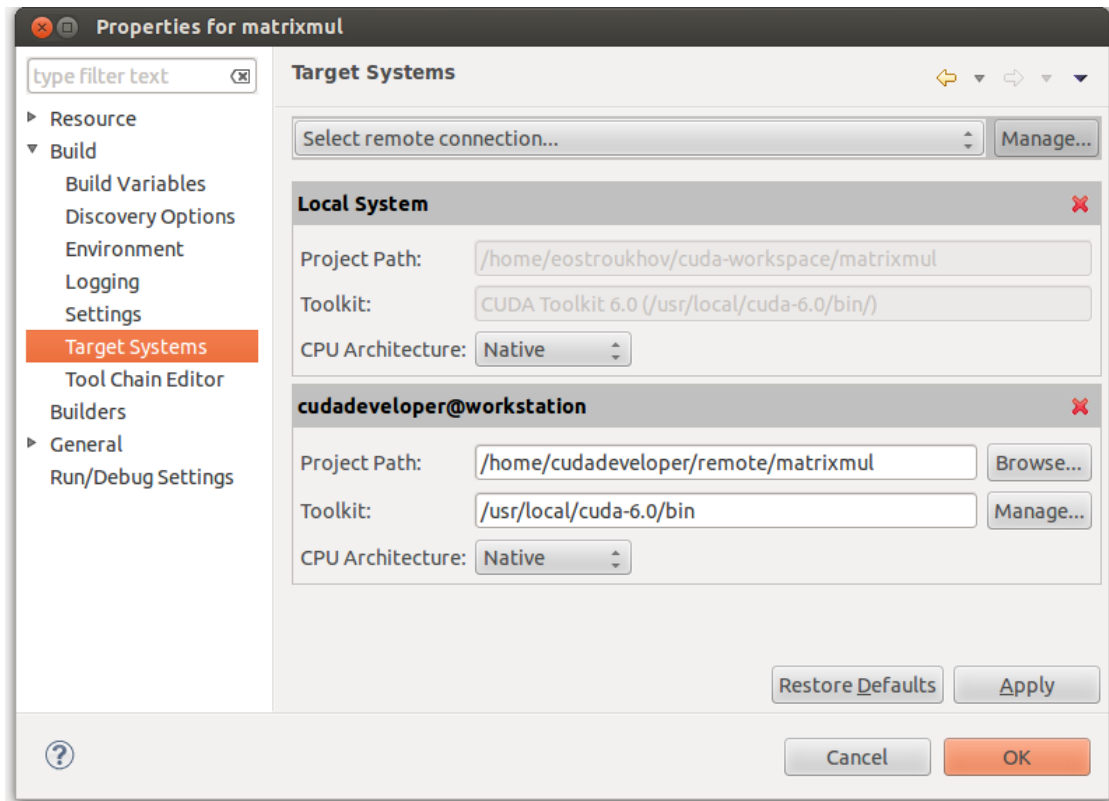 Properties for matrixmul
type filter text
Resource
Build
Build Variables
Discovery Options
Environment
Logging
Settings
Target Systems
Tool Chain Editor
Builders
General
Run/Debug Settings
Target Systems
Select remote connection...
Manage...
Local System
Project Path: /home/eostroukhov/cuda-workspace/matrixmul
Toolkit: CUDA Toolkit 6.0 (/usr/local/cuda-6.0/bin/)
CPU Architecture: Native
cudadeveloper@workstation
Project Path: /home/cudadeveloper/remote/matrixmul Browse...
Toolkit: /usr/local/cuda-6.0/bin Manage...
CPU Architecture: Native
Restore Defaults Apply
? Cancel OK